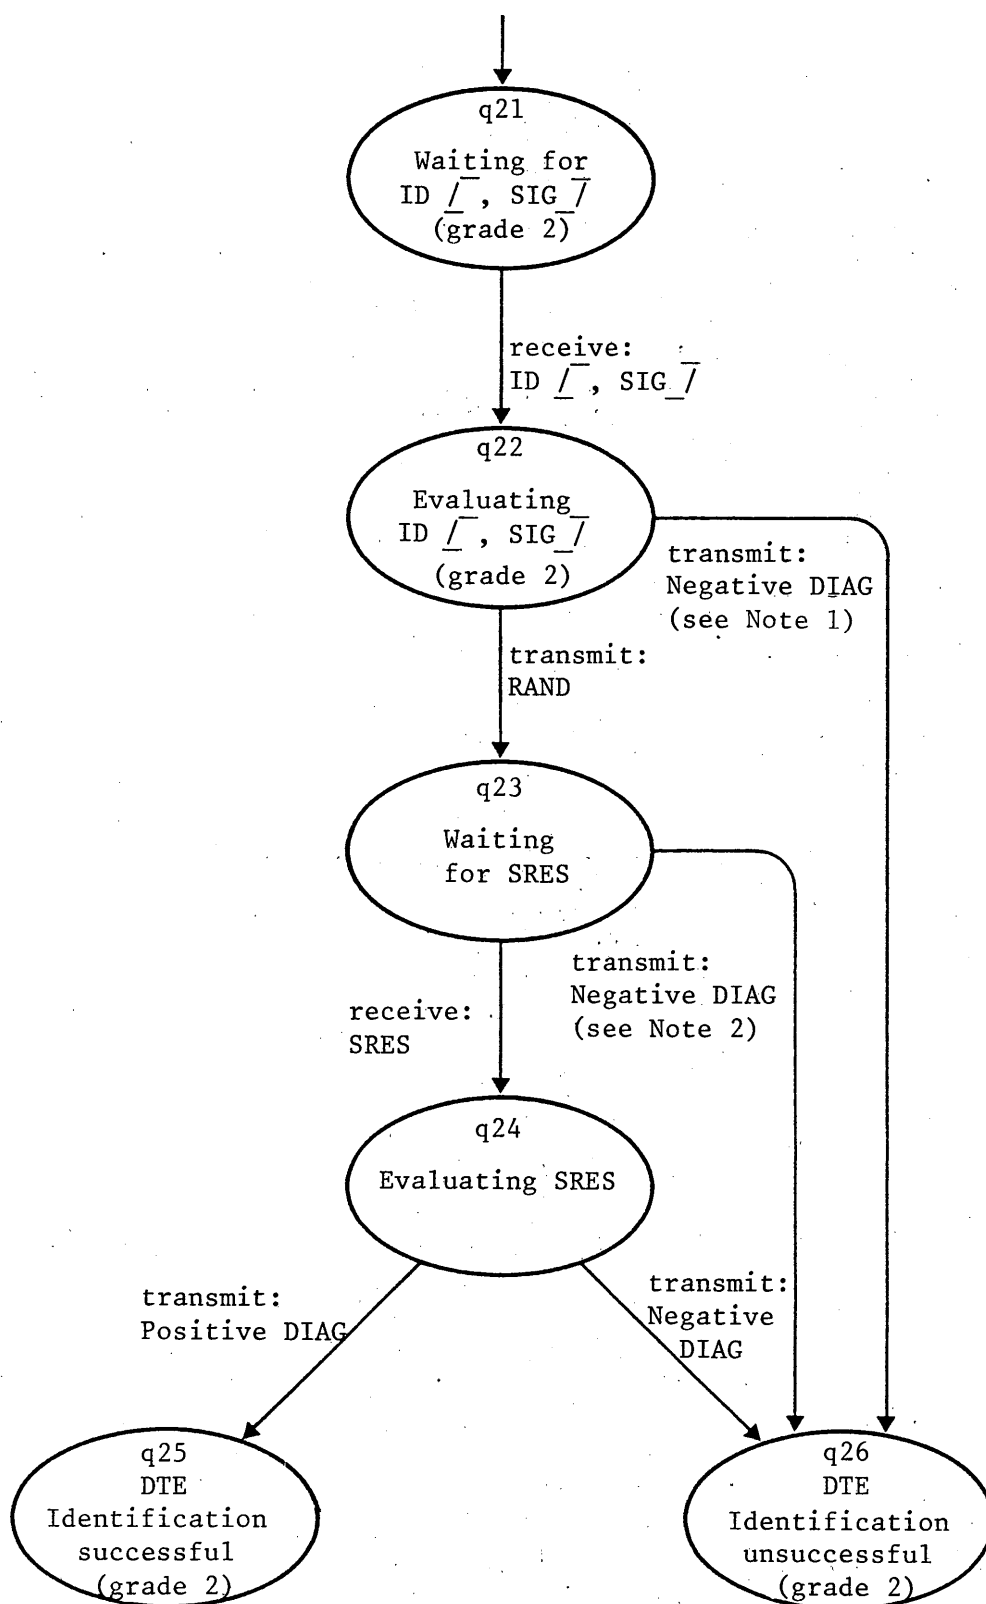 q21
Waiting for
ID /‾, SIG_/
(grade 2)
receive:
ID /‾, SIG_/
q22
Evaluating
ID /‾, SIG_/
(grade 2)
transmit:
Negative DIAG
(see Note 1)
transmit:
RAND
q23
Waiting
for SRES
transmit:
Negative DIAG
(see Note 2)
receive:
SRES
q24
Evaluating SRES
transmit:
Positive DIAG
transmit:
Negative
DIAG
q25
DTE
Identification
successful
(grade 2)
q26
DTE
Identification
unsuccessful
(grade 2)